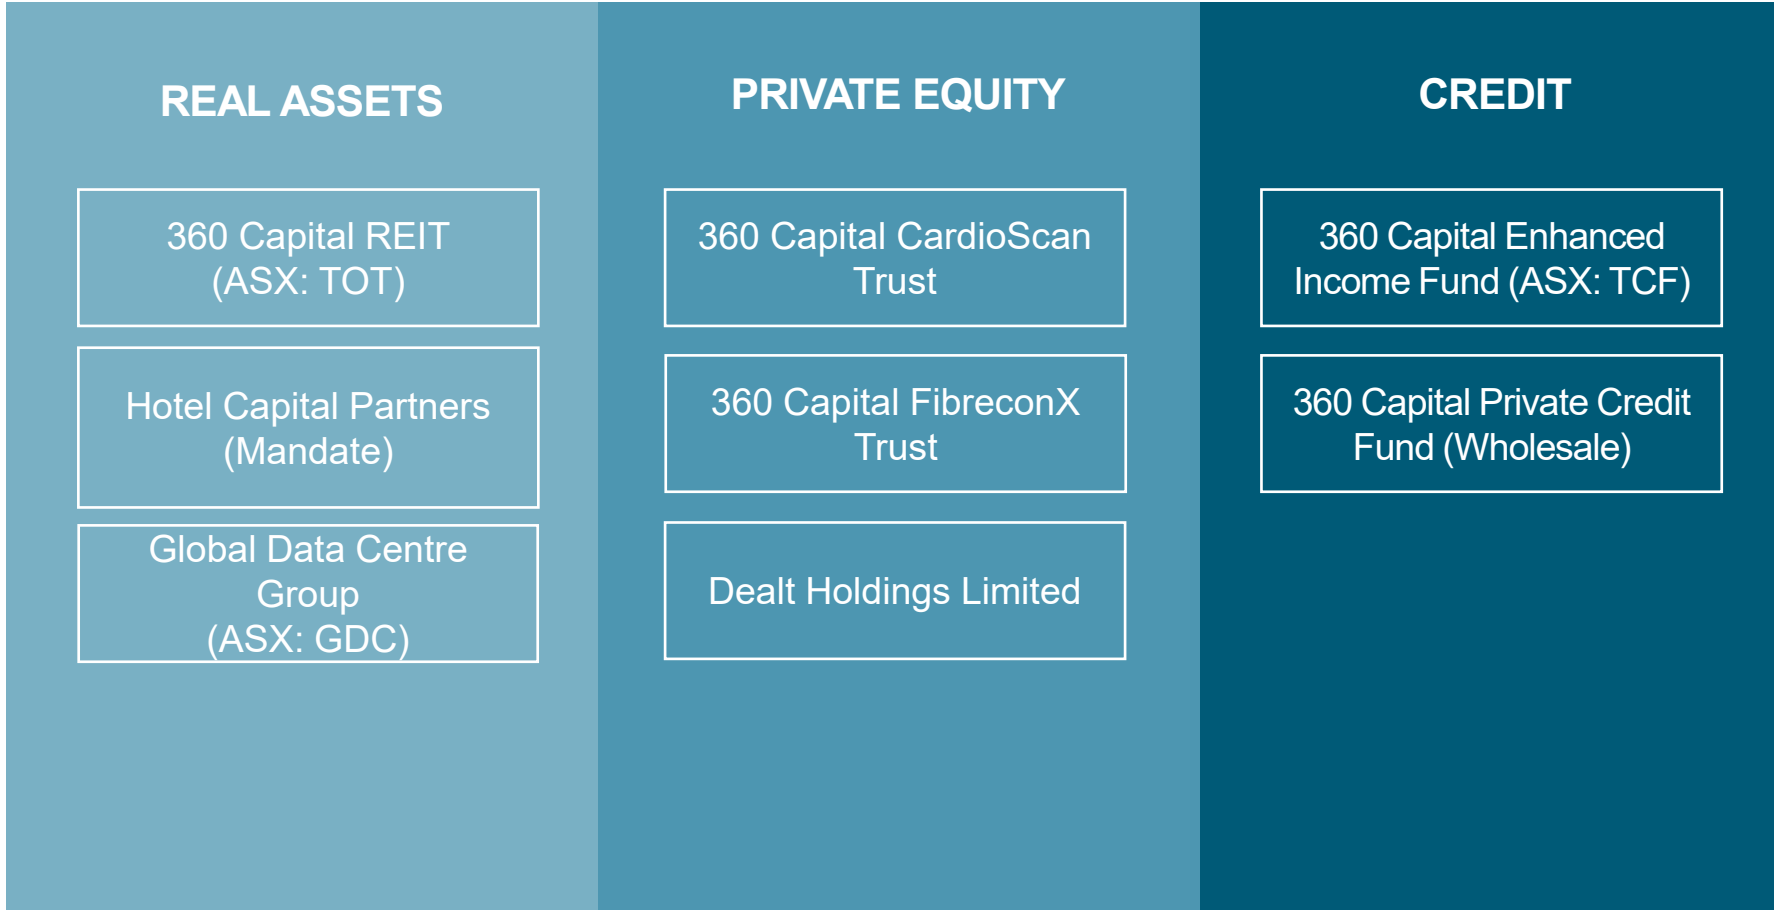 REAL ASSETS
360 Capital REIT
(ASX: TOT)
Hotel Capital Partners
(Mandate)
Global Data Centre
Group
(ASX: GDC)
PRIVATE EQUITY
360 Capital CardioScan
Trust
360 Capital FibreconX
Trust
Dealt Holdings Limited
CREDIT
360 Capital Enhanced
Income Fund (ASX: TCF)
360 Capital Private Credit
Fund (Wholesale)